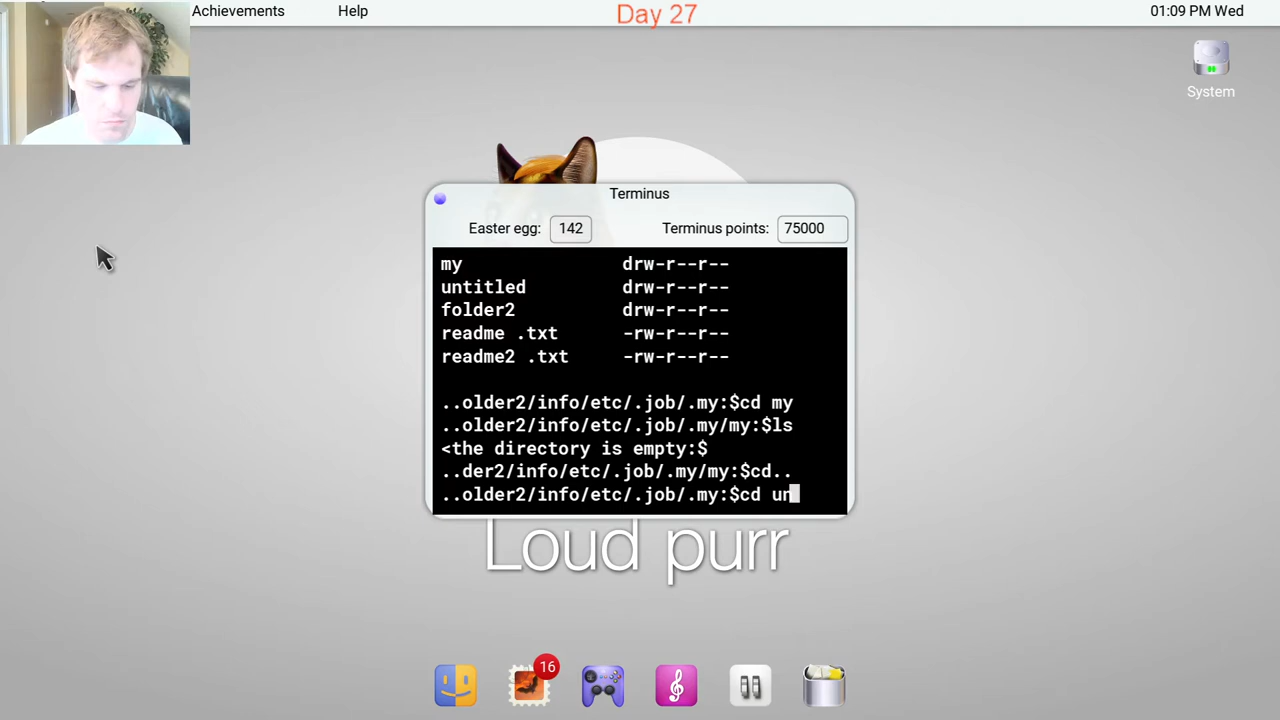 Achievements
Help
Day 27
01:09 PM Wed
System
Terminus
Easter egg: 142
Terminus points: 75000
my drw-r--r--
untitled drw-r--r--
folder2 drw-r--r--
readme .txt -rw-r--r--
readme2 .txt -rw-r--r--
..older2/info/etc/.job/.my:$cd my
..older2/info/etc/.job/.my/my:$ls
<the directory is empty:$
..der2/info/etc/.job/.my/my:$cd..
..older2/info/etc/.job/.my:$cd un
Loud purr
16